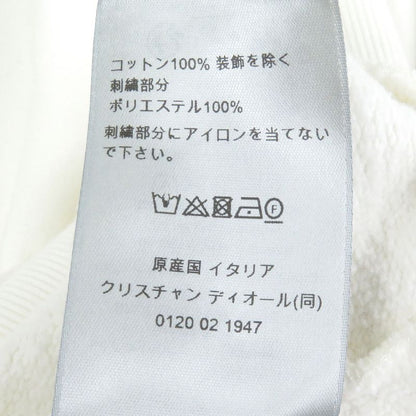 コットン100% 装飾を除く
刺繍部分
ポリエステル100%
刺繍部分にアイロンを当てない
で下さい。
F
原産国 イタリア
クリスチャン ディオール(同)
0120 02 1947